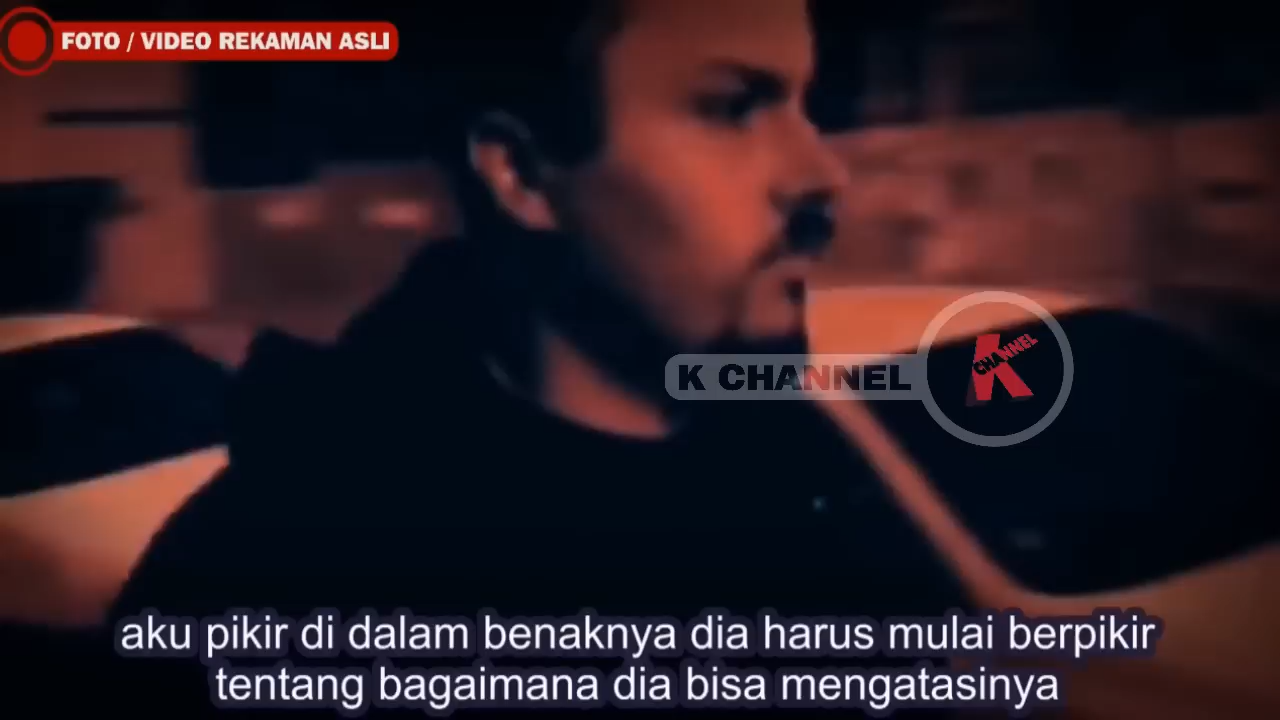 FOTO / VIDEO REKAMAN ASLI
K CHANNEL
K CHANNEL
aku pikir di dalam benaknya dia harus mulai berpikir
tentang bagaimana dia bisa mengatasinya